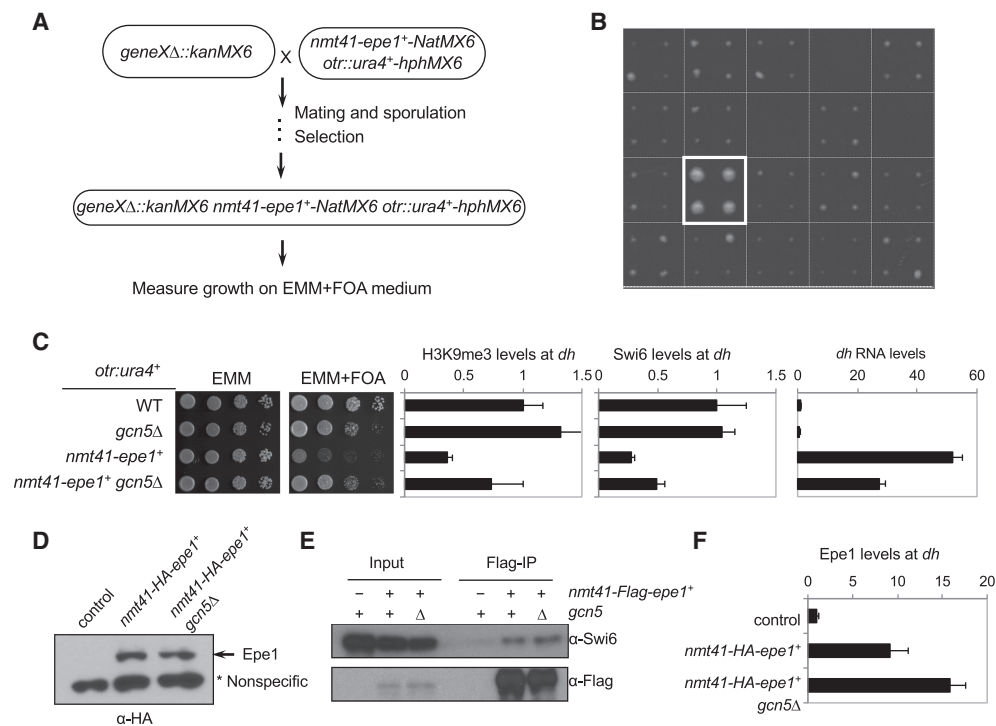 A
geneXΔ::kanMX6
X
nmt41-epe1⁺-NatMX6
otr::ura4⁺-hphMX6
Mating and sporulation
Selection
geneXΔ::kanMX6 nmt41-epe1⁺-NatMX6 otr::ura4⁺-hphMX6
Measure growth on EMM+FOA medium
B
C
otr:ura4⁺
EMM
EMM+FOA
WT
gcn5Δ
nmt41-epe1⁺
nmt41-epe1⁺ gcn5Δ
H3K9me3 levels at dh
0 0.5 1 1.5
Swi6 levels at dh
0 0.5 1 1.5
dh RNA levels
0 20 40 60
D
control
nmt41-HA-epe1⁺
nmt41-HA-epe1⁺
gcn5Δ
Epe1
* Nonspecific
α-HA
E
Input Flag-IP
− + + − + + nmt41-Flag-epe1⁺
+ + Δ + + Δ gcn5
α-Swi6
α-Flag
F
Epe1 levels at dh
0 5 10 15 20
control
nmt41-HA-epe1⁺
nmt41-HA-epe1⁺
gcn5Δ